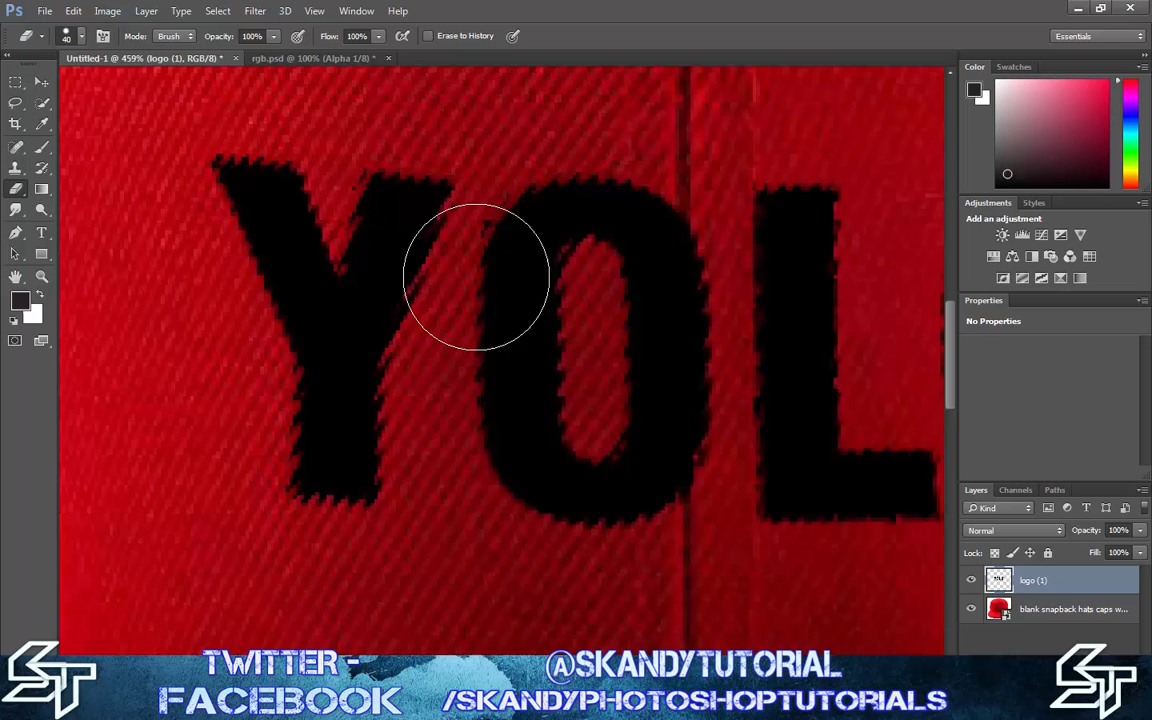 Ps File Edit Image Layer Type Select Filter 3D View Window Help
40 Mode: Brush Opacity: 100% Flow: 100% Erase to History Essentials
Untitled-1 @ 459% (logo (1), RGB/8) * × rgb.psd @ 100% (Alpha 1/8) * ×
Color Swatches
YOL
Adjustments Styles
Add an adjustment
Properties
No Properties
Layers Channels Paths
Kind
Normal Opacity: 100%
Lock: Fill: 100%
logo (1)
blank snapback hats caps w...
TWITTER - @SKANDYTUTORIAL
FACEBOOK /SKANDYPHOTOSHOPTUTORIALS
ST ST